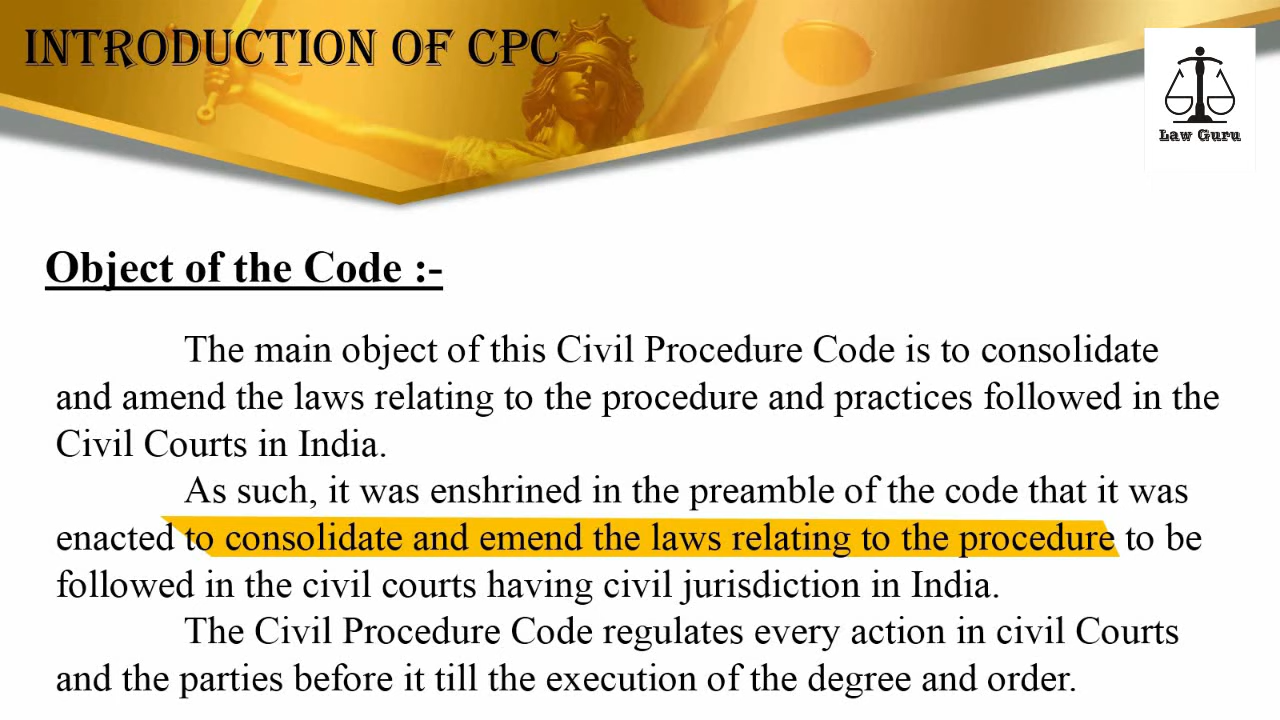 INTRODUCTION OF CPC
Law Guru
Object of the Code :-
The main object of this Civil Procedure Code is to consolidate
and amend the laws relating to the procedure and practices followed in the
Civil Courts in India.
As such, it was enshrined in the preamble of the code that it was
enacted to consolidate and emend the laws relating to the procedure to be
followed in the civil courts having civil jurisdiction in India.
The Civil Procedure Code regulates every action in civil Courts
and the parties before it till the execution of the degree and order.